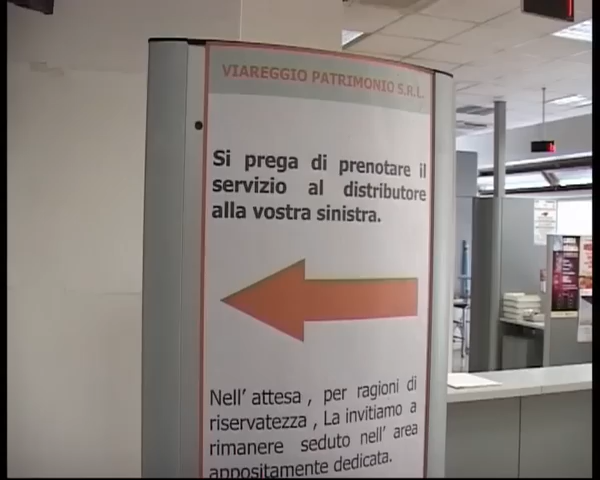 VIAREGGIO PATRIMONIO S.R.L.
Si prega di prenotare il
servizio al distributore
alla vostra sinistra.
Nell' attesa , per ragioni di
riservatezza , La invitiamo a
rimanere seduto nell' area
appositamente dedicata.